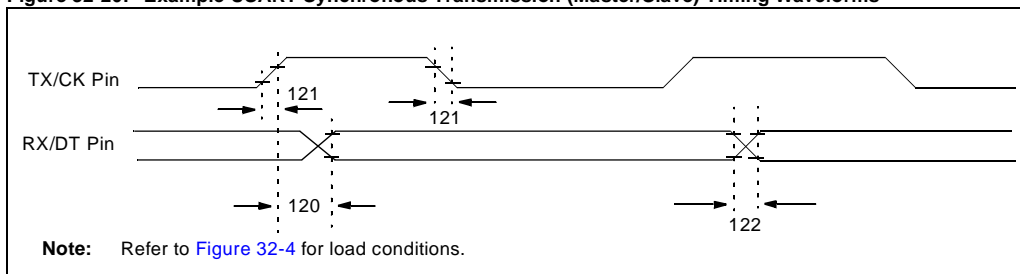 Figure 32-20: Example USART Synchronous Transmission (Master/Slave) Timing Waveforms
TX/CK Pin
121
121
RX/DT Pin
120
122
Note: Refer to Figure 32-4 for load conditions.